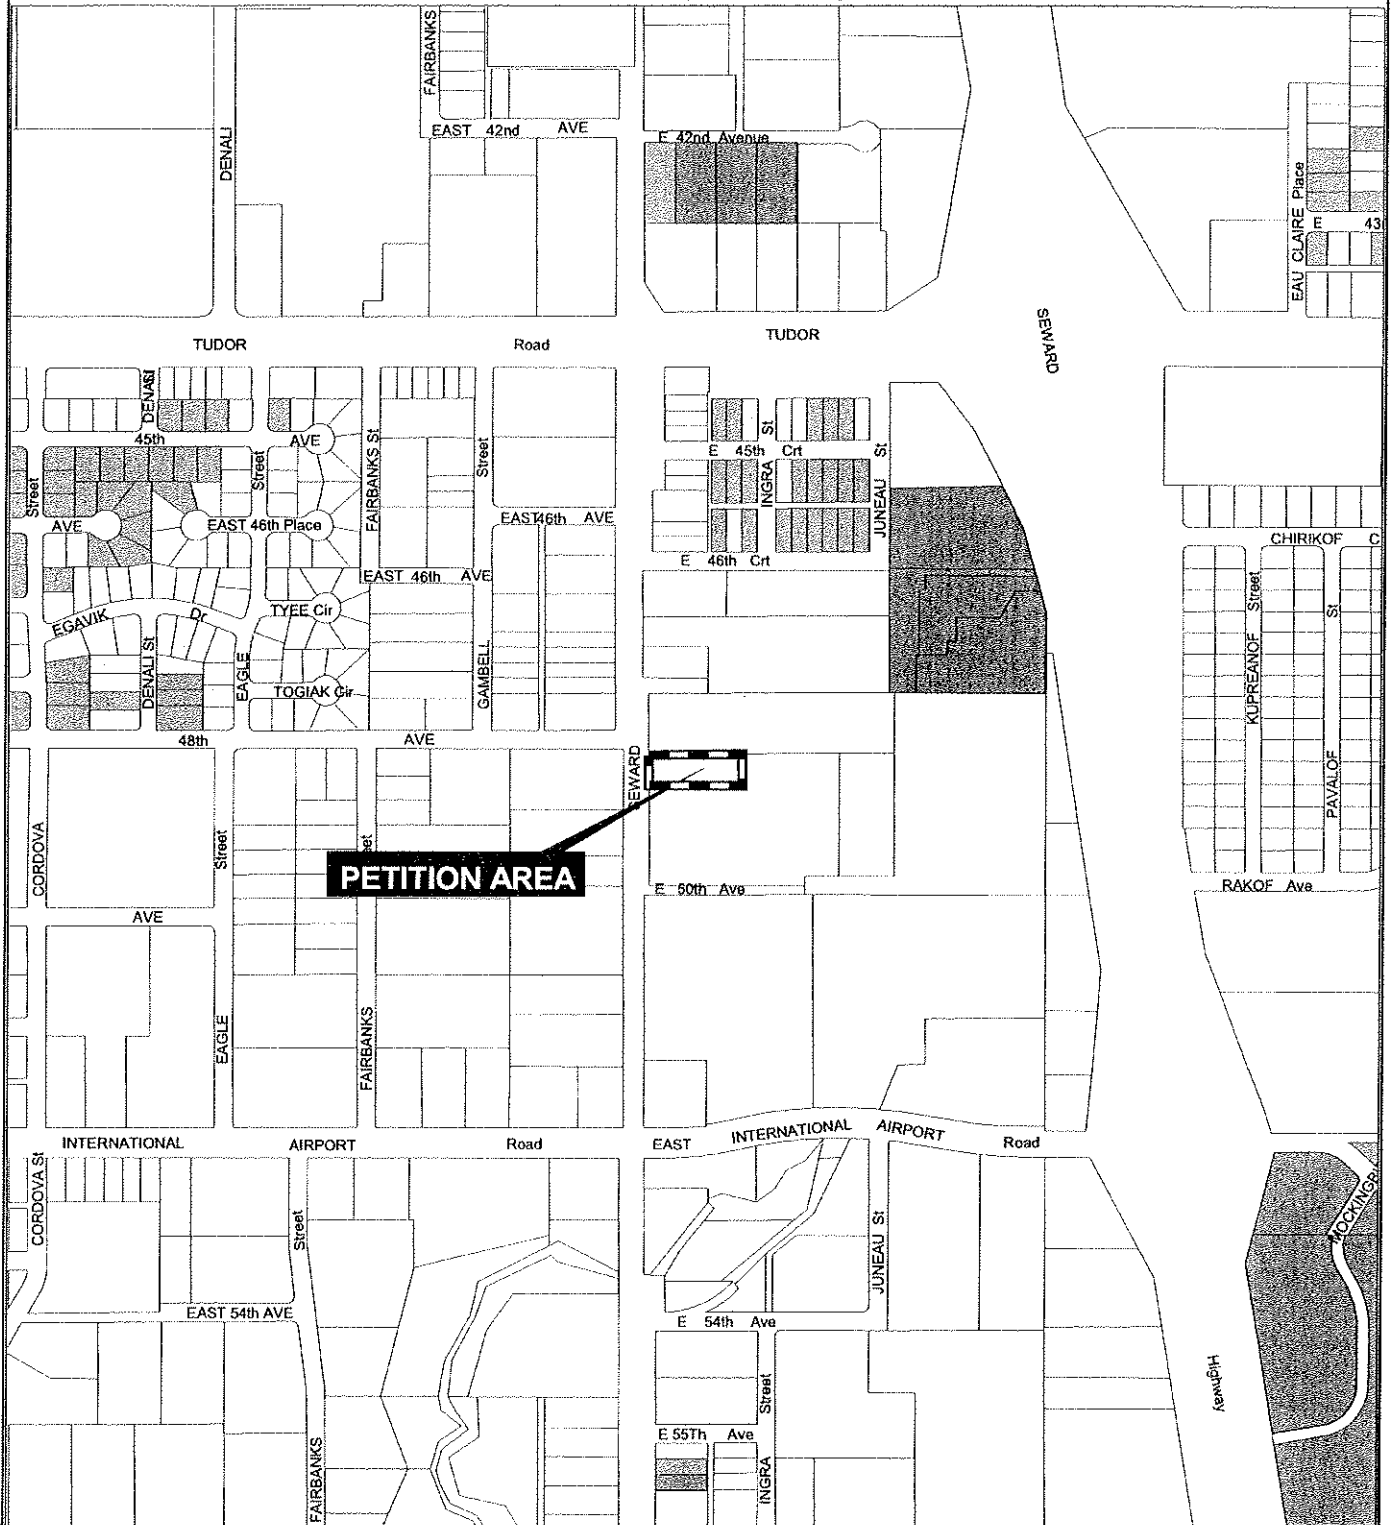 FAIRBANKS
EAST 42nd AVE
E 42nd Avenue
DENALI
EAU CLAIRE Place
E
SEWARD
TUDOR
Road
TUDOR
DENALI
45th
AVE
Street
Street
FAIRBANKS St
Street
E 45th Crt
St
INGRA
JUNEAU St
AVE
EAST 46th Place
EAST 46th AVE
E 46th Crt
CHIRIKOF C
EAST 46th AVE
TYEE Cir
EGAVIK Dr
DENALI St
EAGLE
TOGIAK Cir
GAMBELL
KUPREANOF Street
PAVALOF St
48th
AVE
SEWARD
CORDOVA
Street
PETITION AREA
E 50th Ave
RAKOF Ave
AVE
EAGLE
FAIRBANKS
INTERNATIONAL
AIRPORT
Road
EAST
INTERNATIONAL AIRPORT
Road
CORDOVA St
Street
JUNEAU St
EAST 54th AVE
E 54th Ave
Highway
Street
E 55Th Ave
FAIRBANKS
INGRA